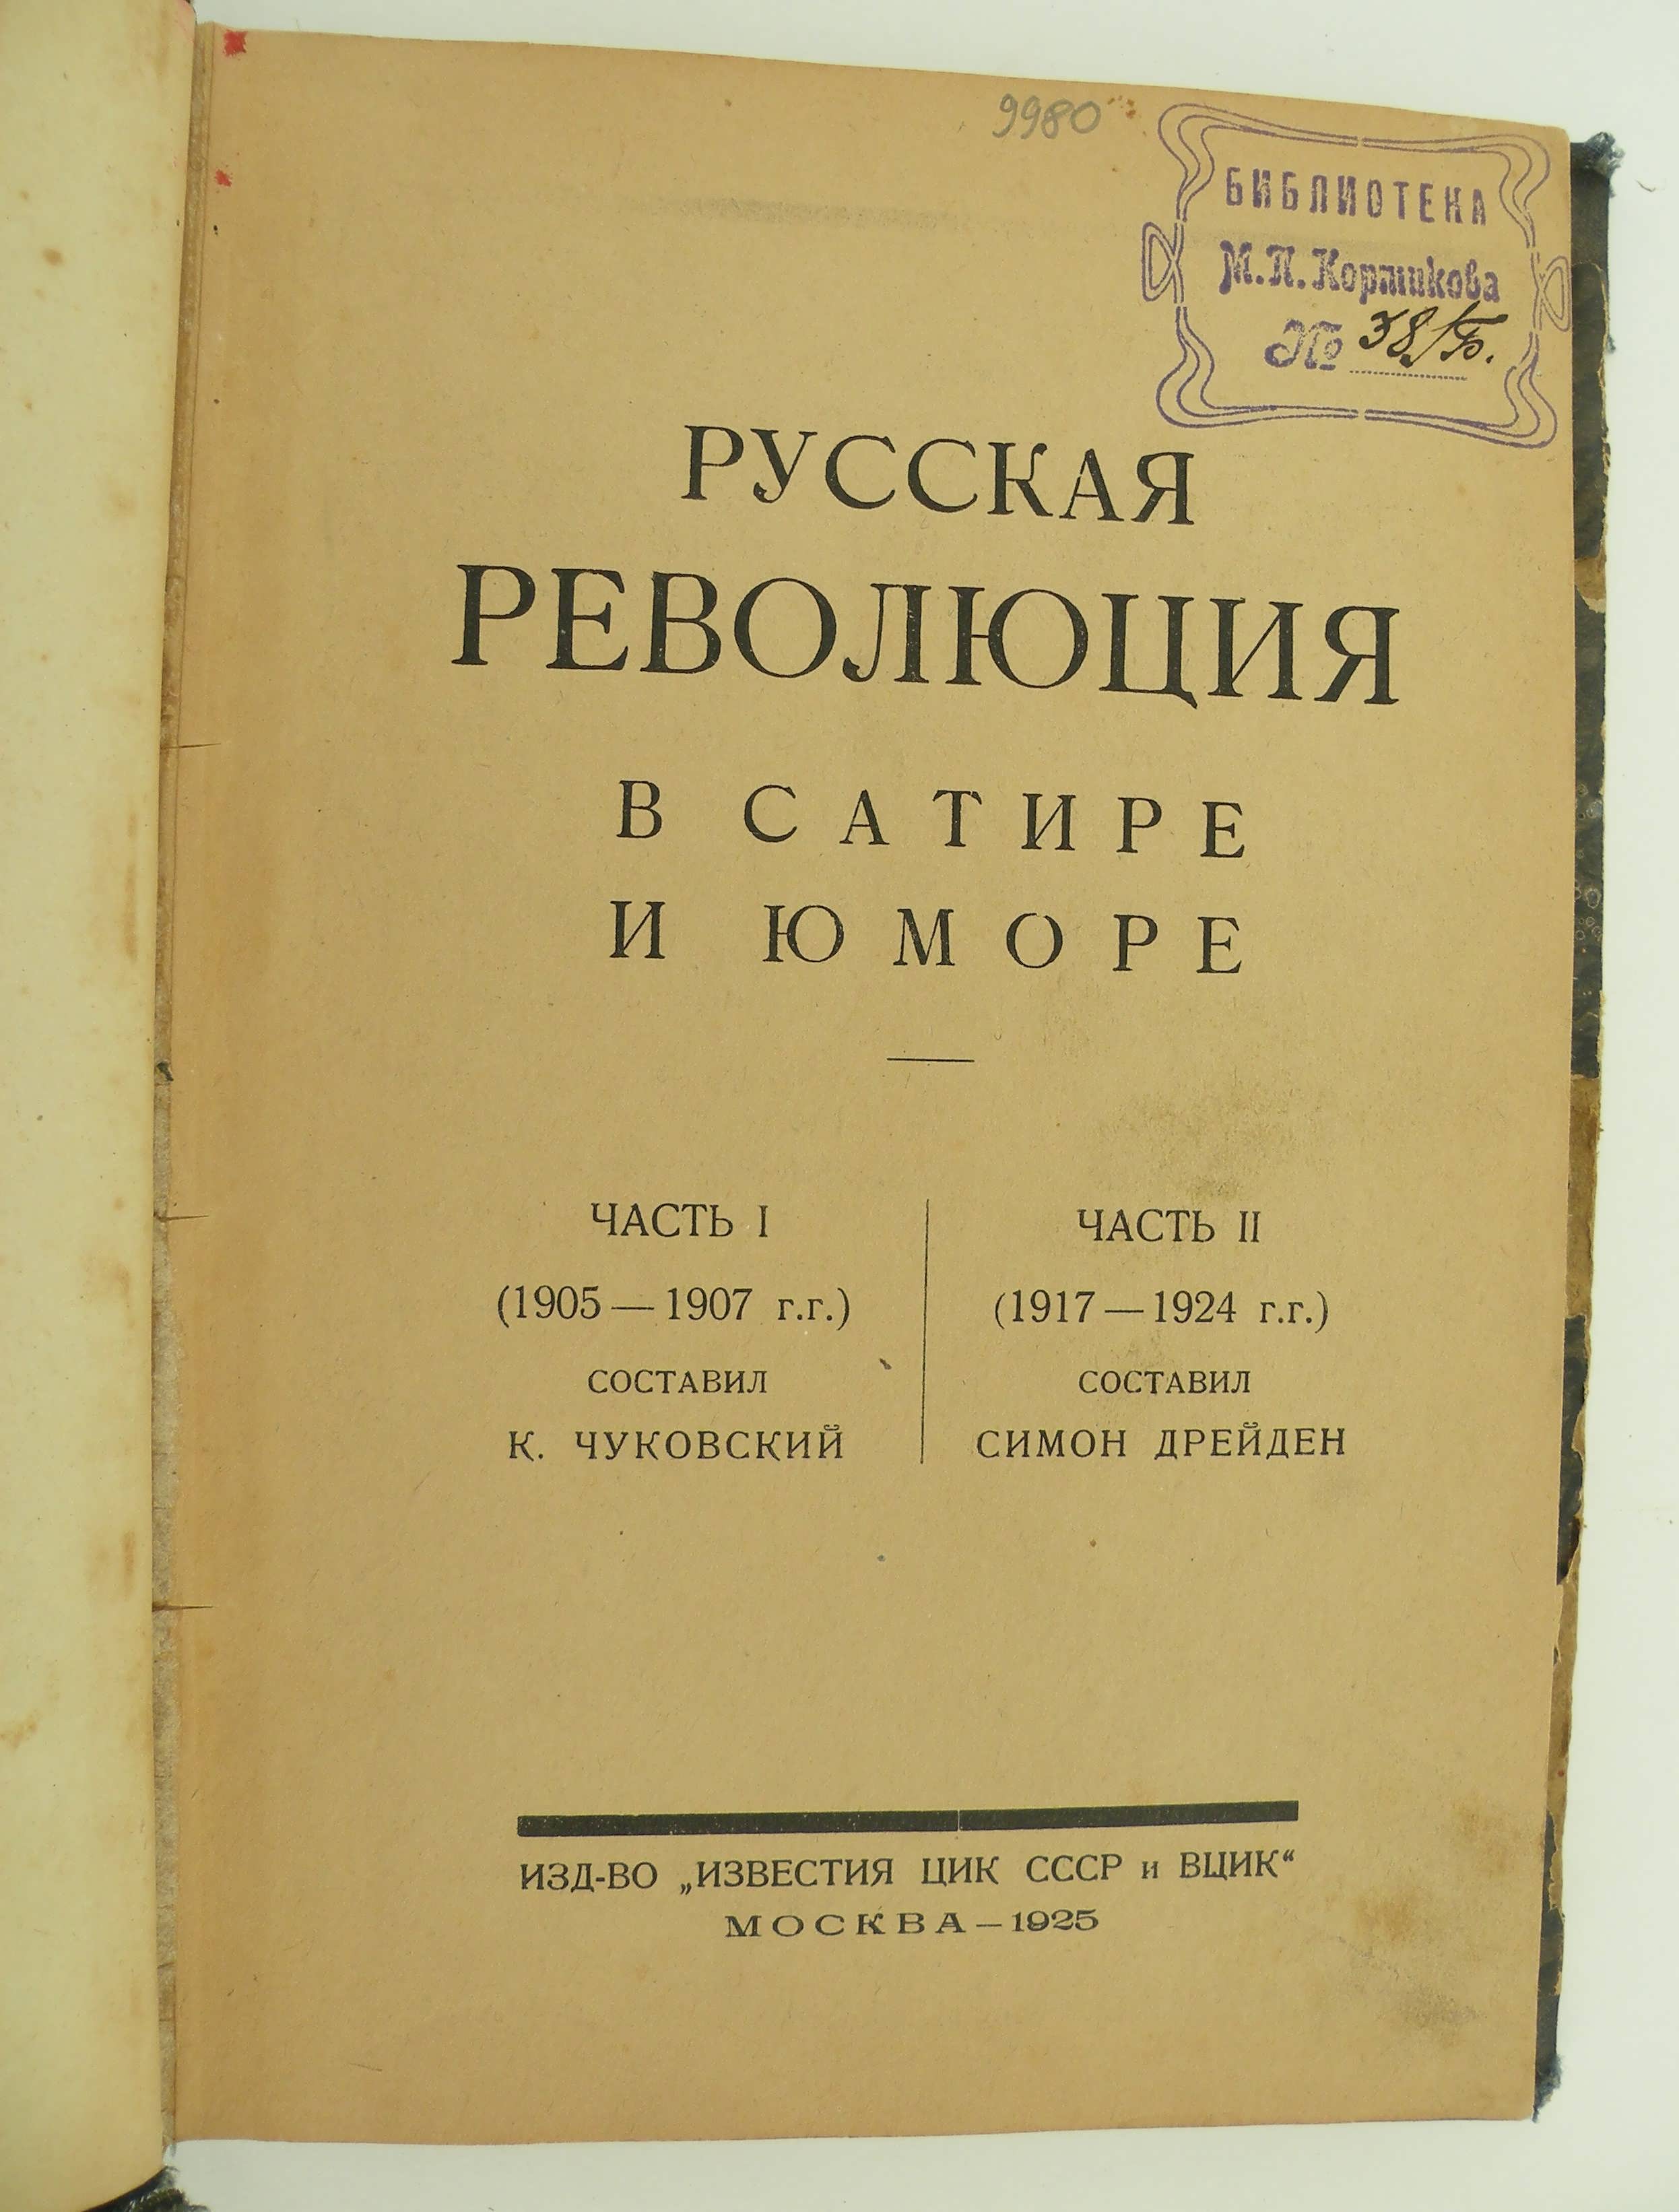 9980
БИБЛИОТЕКА
М.П. Кортикова
№ 38/Б.
РУССКАЯ
РЕВОЛЮЦИЯ
В САТИРЕ
И ЮМОРЕ
ЧАСТЬ I
(1905 — 1907 г.г.)
СОСТАВИЛ
К. ЧУКОВСКИЙ
ЧАСТЬ II
(1917 — 1924 г.г.)
СОСТАВИЛ
СИМОН ДРЕЙДЕН
ИЗД-ВО „ИЗВЕСТИЯ ЦИК СССР и ВЦИК“
МОСКВА — 1925